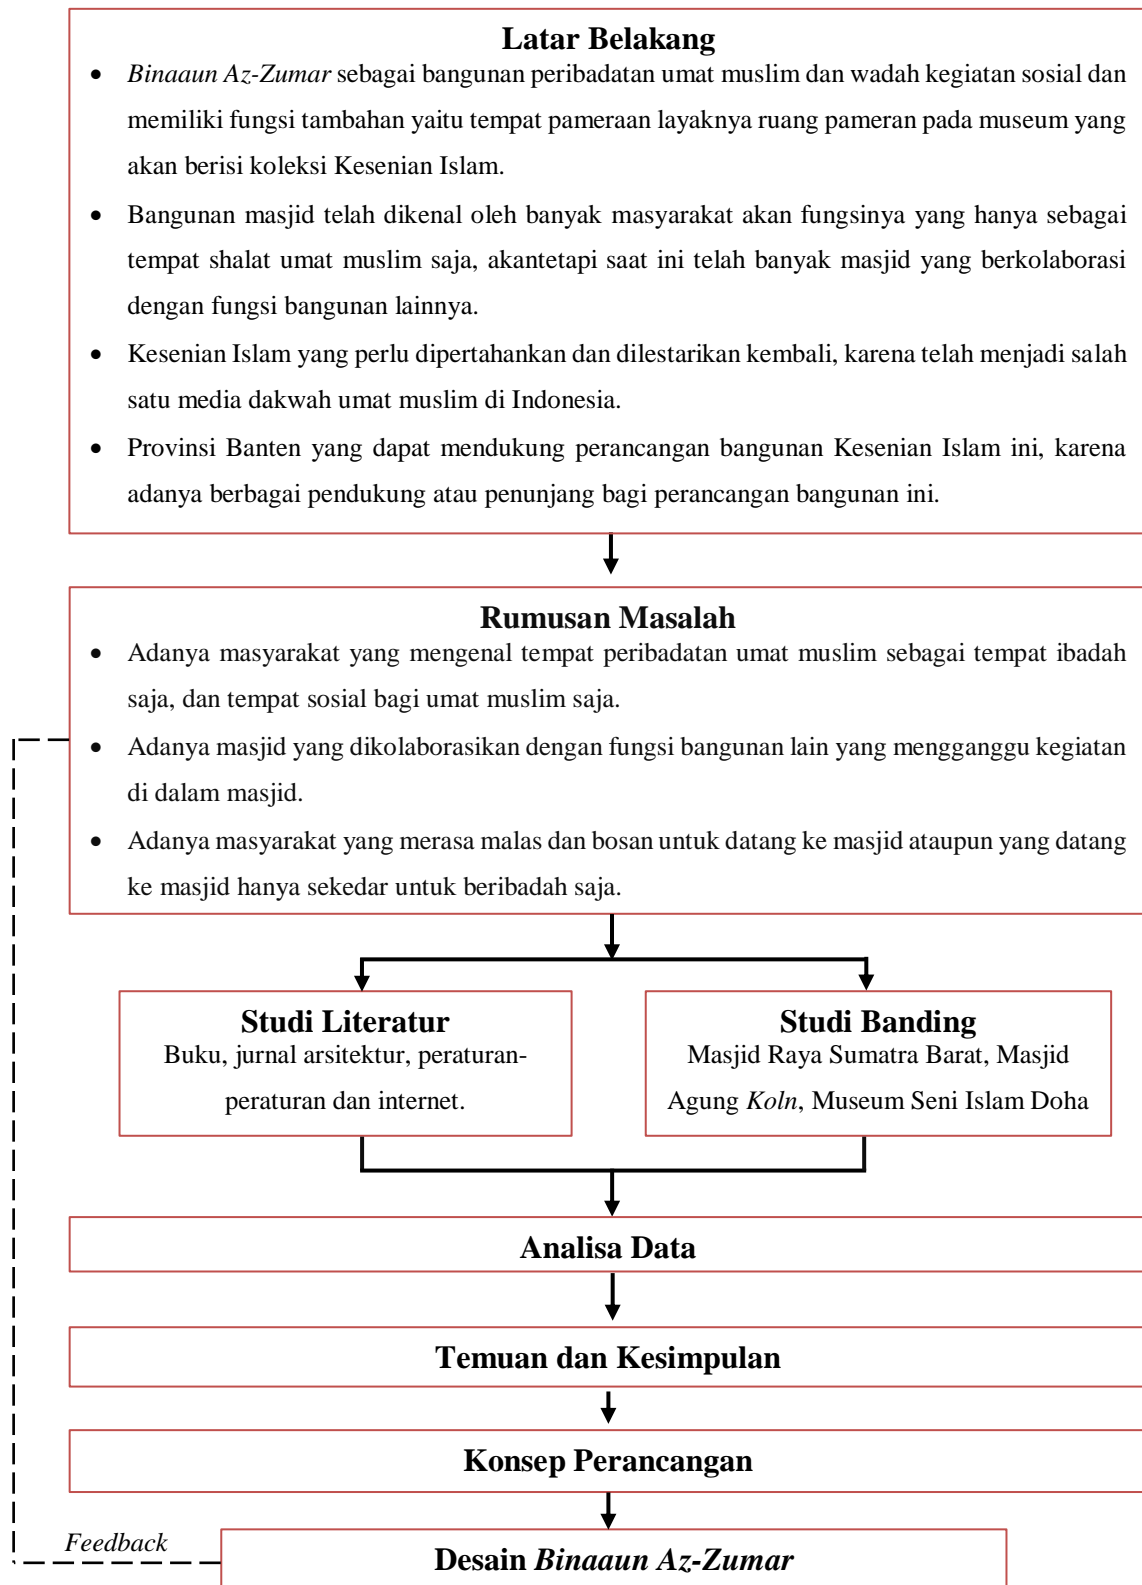 Latar Belakang
• Binaaun Az-Zumar sebagai bangunan peribadatan umat muslim dan wadah kegiatan sosial dan
memiliki fungsi tambahan yaitu tempat pameraan layaknya ruang pameran pada museum yang
akan berisi koleksi Kesenian Islam.
• Bangunan masjid telah dikenal oleh banyak masyarakat akan fungsinya yang hanya sebagai
tempat shalat umat muslim saja, akantetapi saat ini telah banyak masjid yang berkolaborasi
dengan fungsi bangunan lainnya.
• Kesenian Islam yang perlu dipertahankan dan dilestarikan kembali, karena telah menjadi salah
satu media dakwah umat muslim di Indonesia.
• Provinsi Banten yang dapat mendukung perancangan bangunan Kesenian Islam ini, karena
adanya berbagai pendukung atau penunjang bagi perancangan bangunan ini.
Rumusan Masalah
• Adanya masyarakat yang mengenal tempat peribadatan umat muslim sebagai tempat ibadah
saja, dan tempat sosial bagi umat muslim saja.
• Adanya masjid yang dikolaborasikan dengan fungsi bangunan lain yang mengganggu kegiatan
di dalam masjid.
• Adanya masyarakat yang merasa malas dan bosan untuk datang ke masjid ataupun yang datang
ke masjid hanya sekedar untuk beribadah saja.
Studi Literatur
Buku, jurnal arsitektur, peraturan-
peraturan dan internet.
Studi Banding
Masjid Raya Sumatra Barat, Masjid
Agung Koln, Museum Seni Islam Doha
Analisa Data
Temuan dan Kesimpulan
Konsep Perancangan
Feedback
Desain Binaaun Az-Zumar